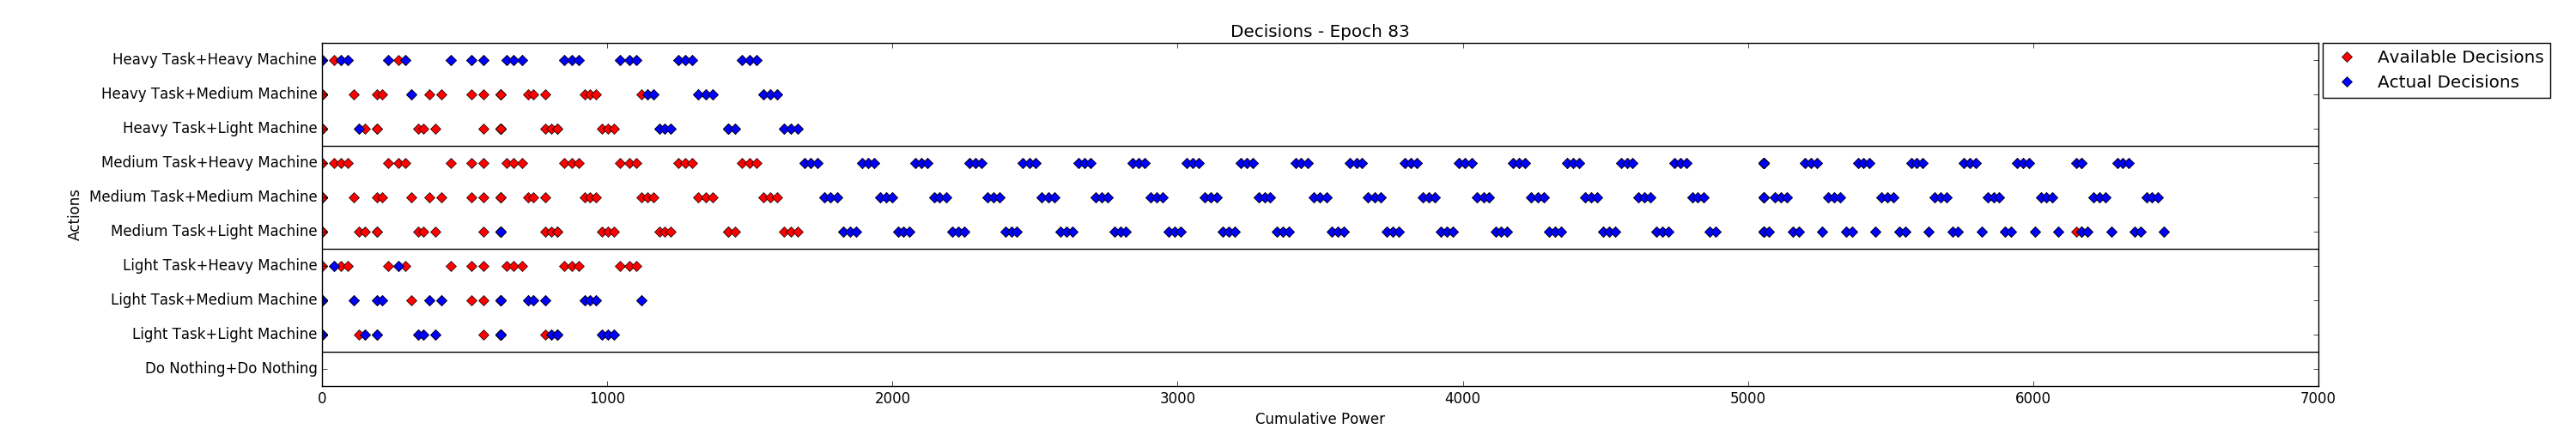 Decisions - Epoch 83
Heavy Task+Heavy Machine
Heavy Task+Medium Machine
Heavy Task+Light Machine
Medium Task+Heavy Machine
Medium Task+Medium Machine
Medium Task+Light Machine
Light Task+Heavy Machine
Light Task+Medium Machine
Light Task+Light Machine
Do Nothing+Do Nothing
Actions
0 1000 2000 3000 4000 5000 6000 7000
Cumulative Power
Available Decisions
Actual Decisions